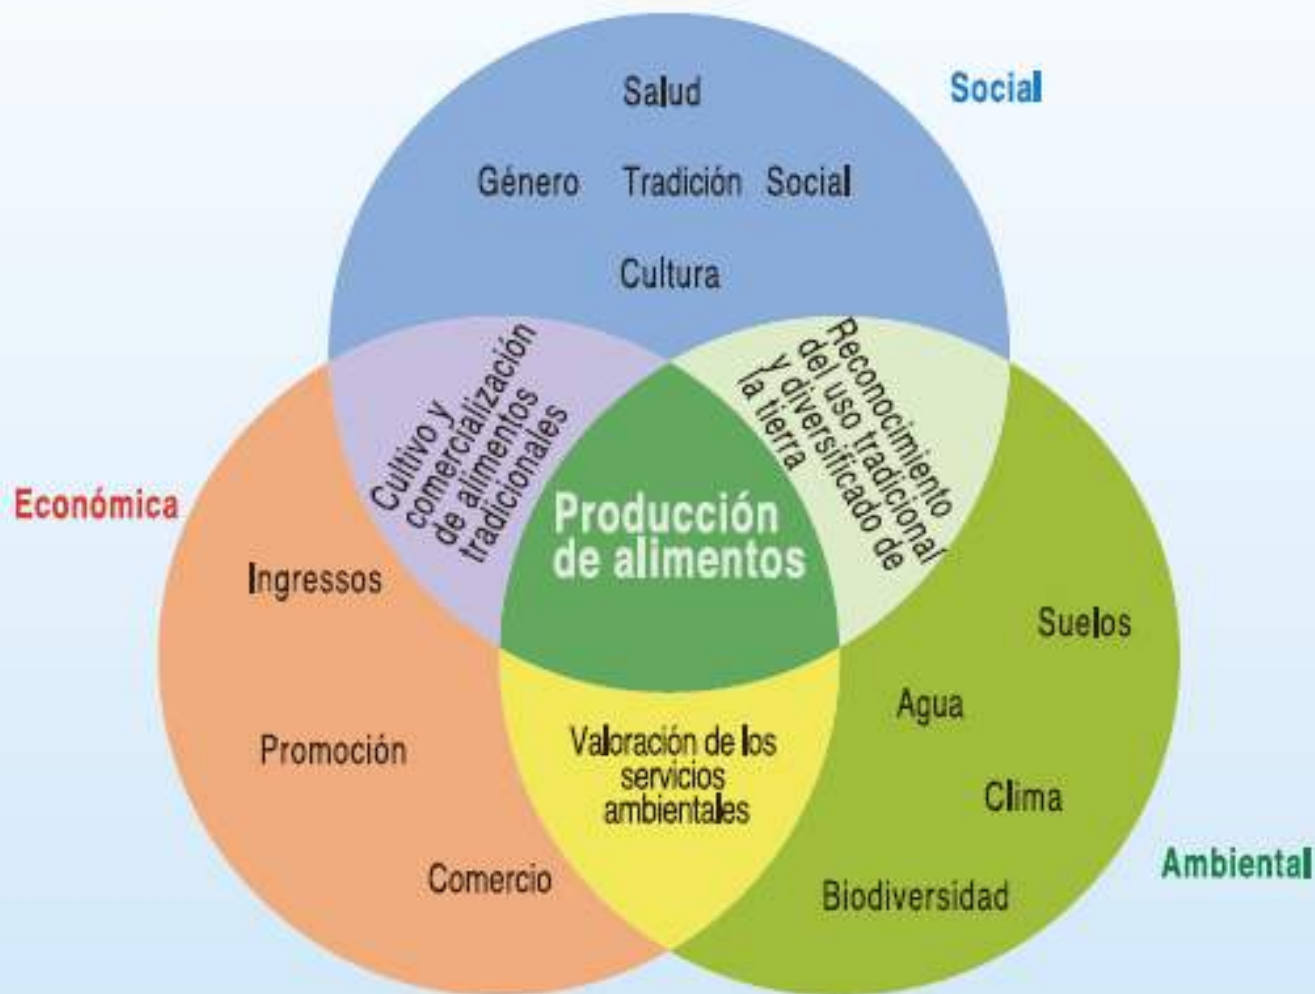 Salud
Social
Género Tradición Social
Cultura
Cultivo y
comercialización
de alimentos
tradicionales
Reconocimiento
del uso tradicional
y diversificado de
la tierra
Económica
Producción
de alimentos
Ingressos
Suelos
Agua
Promoción
Valoración de los
servicios
ambientales
Clima
Comercio
Ambiental
Biodiversidad